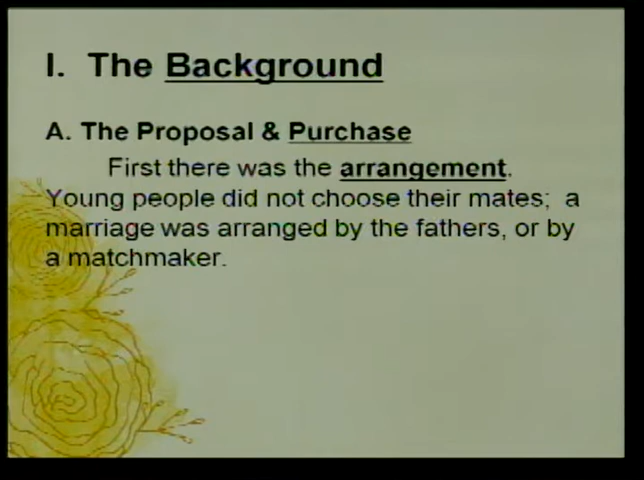 I. The Background
A. The Proposal & Purchase
First there was the arrangement.
Young people did not choose their mates; a
marriage was arranged by the fathers, or by
a matchmaker.